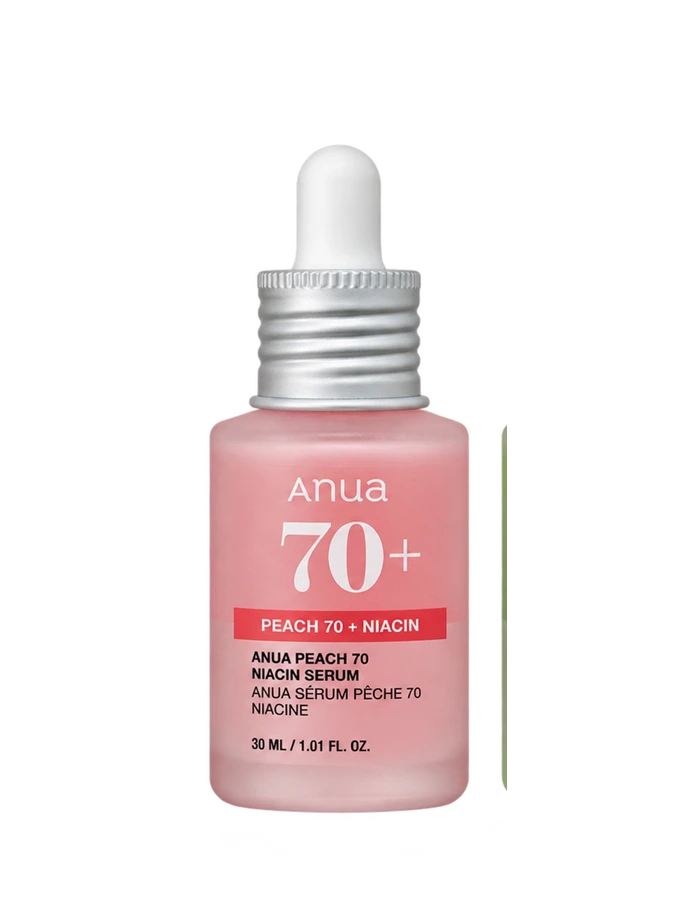 Anua
70+
PEACH 70 + NIACIN
ANUA PEACH 70
NIACIN SERUM
ANUA SÉRUM PÊCHE 70
NIACINE
30 ML / 1.01 FL. OZ.